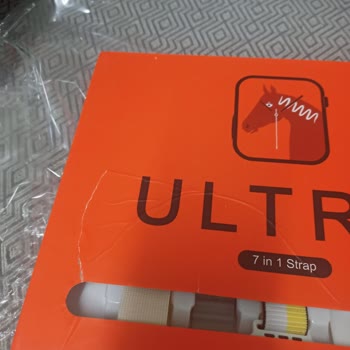 ULTR
7 in 1 Strap